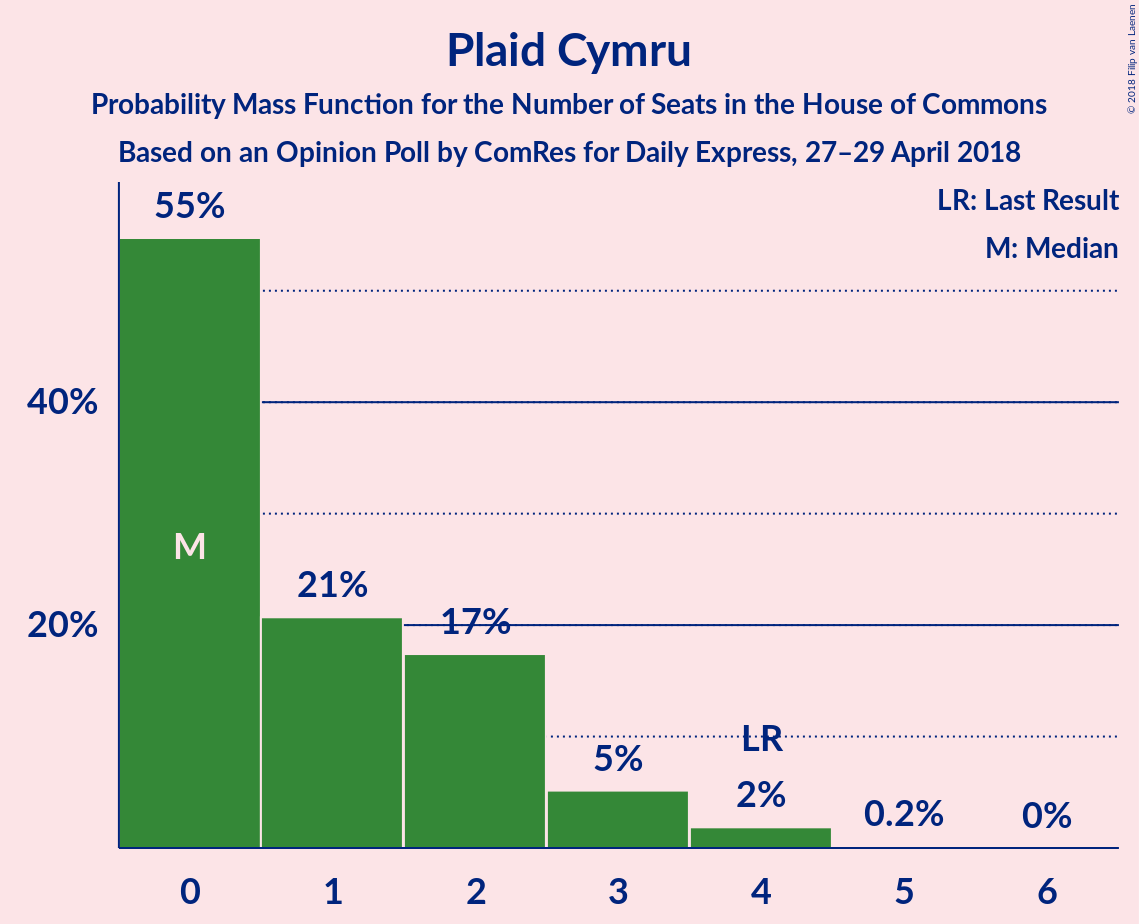 Plaid Cymru
Probability Mass Function for the Number of Seats in the House of Commons
Based on an Opinion Poll by ComRes for Daily Express, 27–29 April 2018
© 2018 Filip van Laenen
LR: Last Result
M: Median
55%
40%
M
21%
20%
17%
LR
5%
2%
0.2%
0%
0 1 2 3 4 5 6